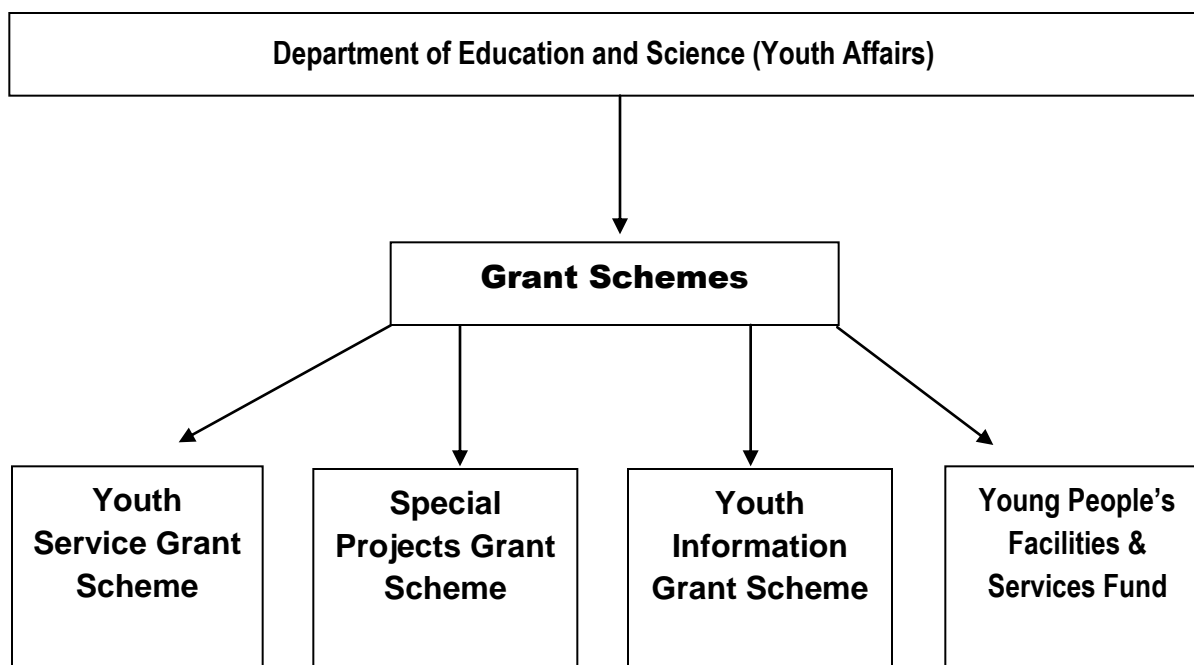 Department of Education and Science (Youth Affairs)
Grant Schemes
Youth
Service Grant
Scheme
Special
Projects Grant
Scheme
Youth
Information
Grant Scheme
Young People’s
Facilities &
Services Fund